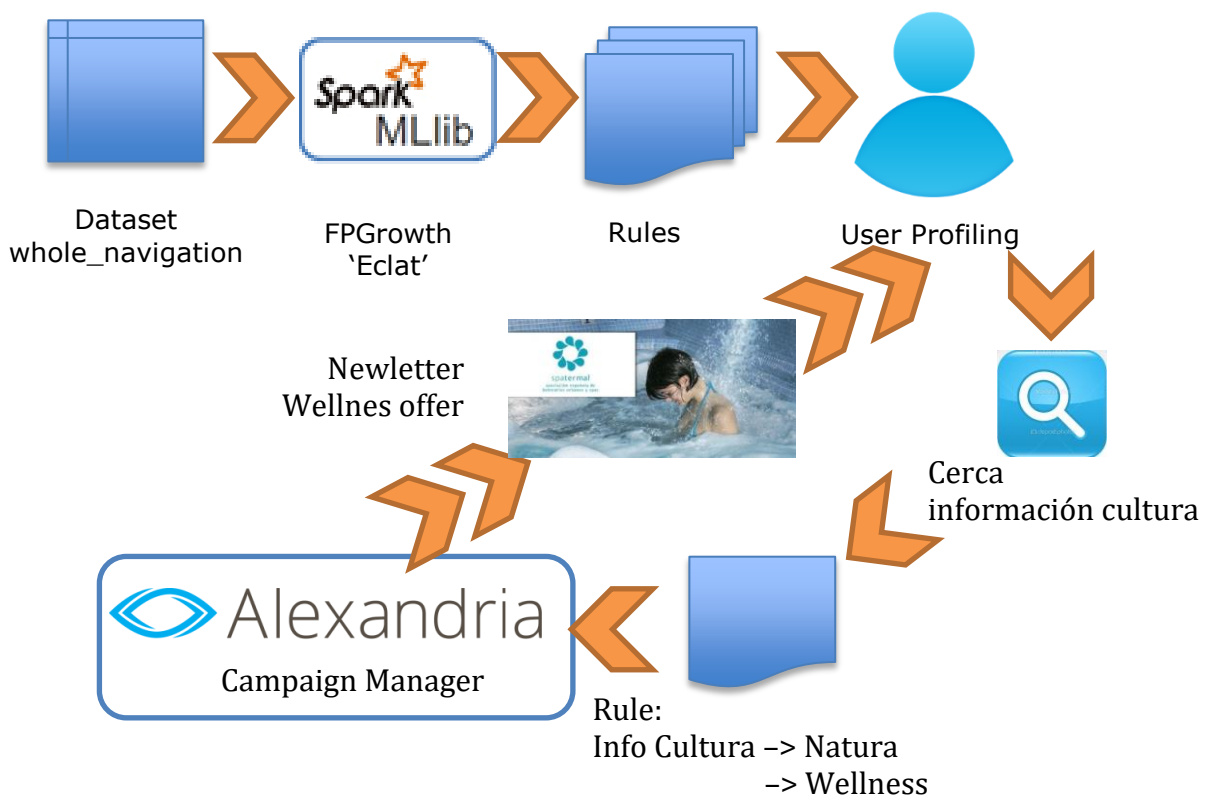 Spark
MLlib
Dataset
whole_navigation
FPGrowth
‘Eclat’
Rules
User Profiling
Newletter
Wellnes offer
spatermal
Cerca
información cultura
Alexandria
Campaign Manager
Rule:
Info Cultura –> Natura
–> Wellness